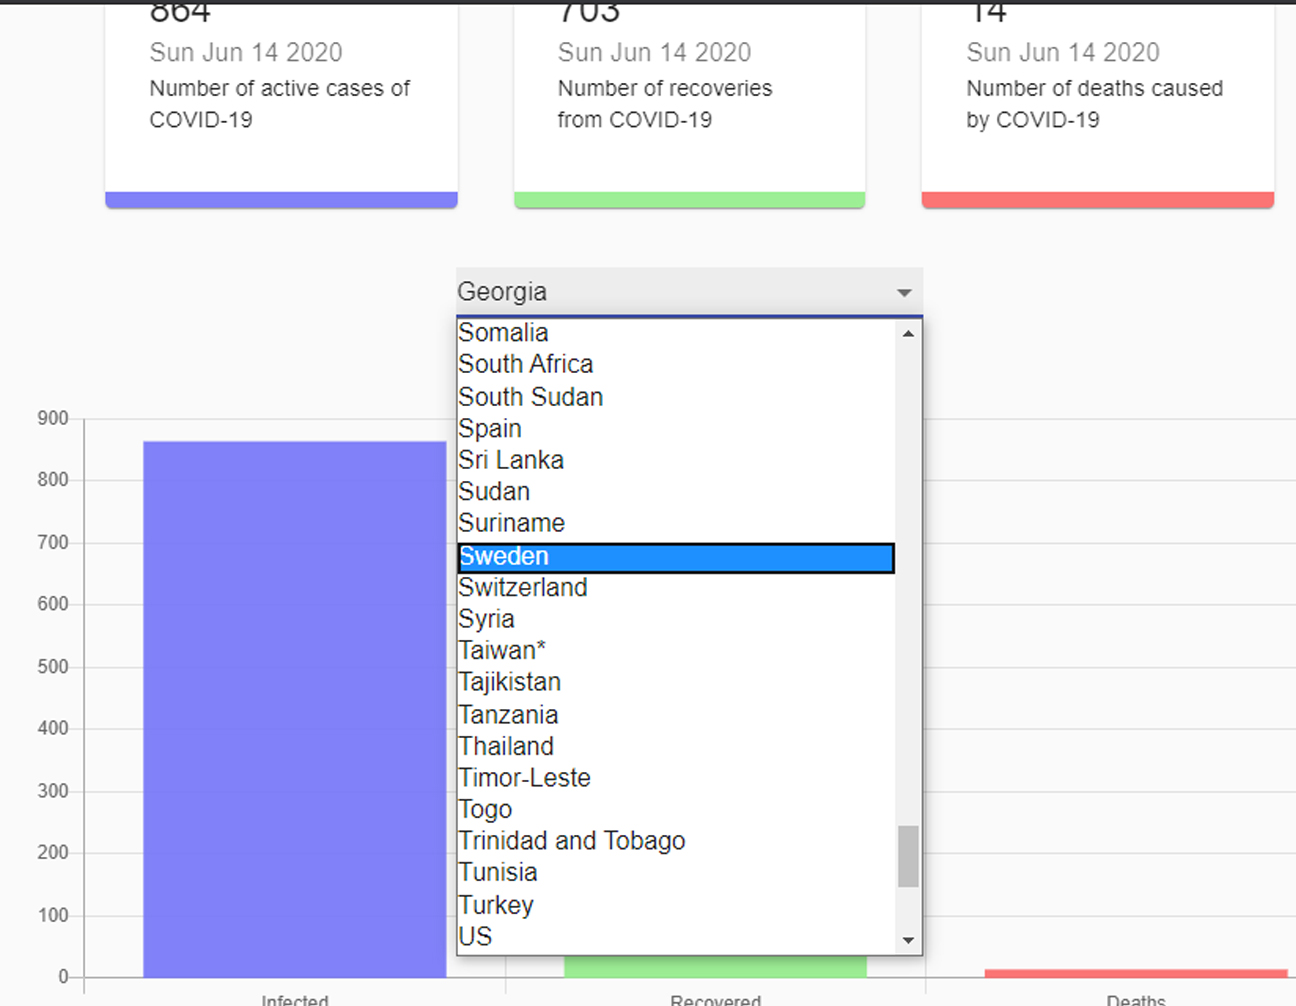 864
703
14
Sun Jun 14 2020
Sun Jun 14 2020
Sun Jun 14 2020
Number of active cases of
COVID-19
Number of recoveries
from COVID-19
Number of deaths caused
by COVID-19
Georgia
Somalia
South Africa
South Sudan
Spain
Sri Lanka
Sudan
Suriname
Sweden
Switzerland
Syria
Taiwan*
Tajikistan
Tanzania
Thailand
Timor-Leste
Togo
Trinidad and Tobago
Tunisia
Turkey
US
900
800
700
600
500
400
300
200
100
0
Infected
Recovered
Deaths